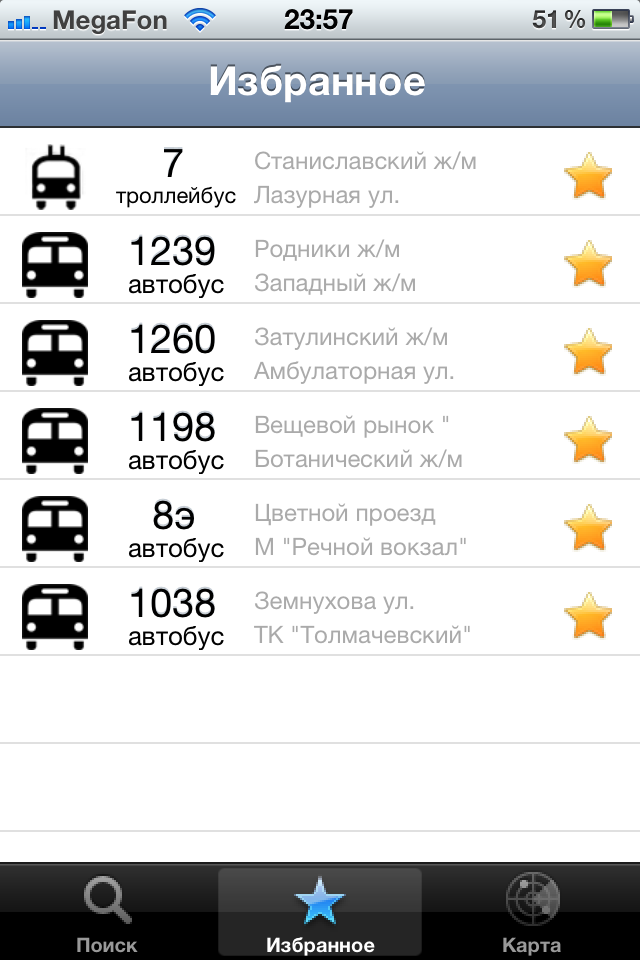 MegaFon 23:57 51 %
Избранное
7
троллейбус
Станиславский ж/м
Лазурная ул.
1239
автобус
Родники ж/м
Западный ж/м
1260
автобус
Затулинский ж/м
Амбулаторная ул.
1198
автобус
Вещевой рынок "
Ботанический ж/м
8э
автобус
Цветной проезд
М "Речной вокзал"
1038
автобус
Земнухова ул.
ТК "Толмачевский"
Поиск Избранное Карта